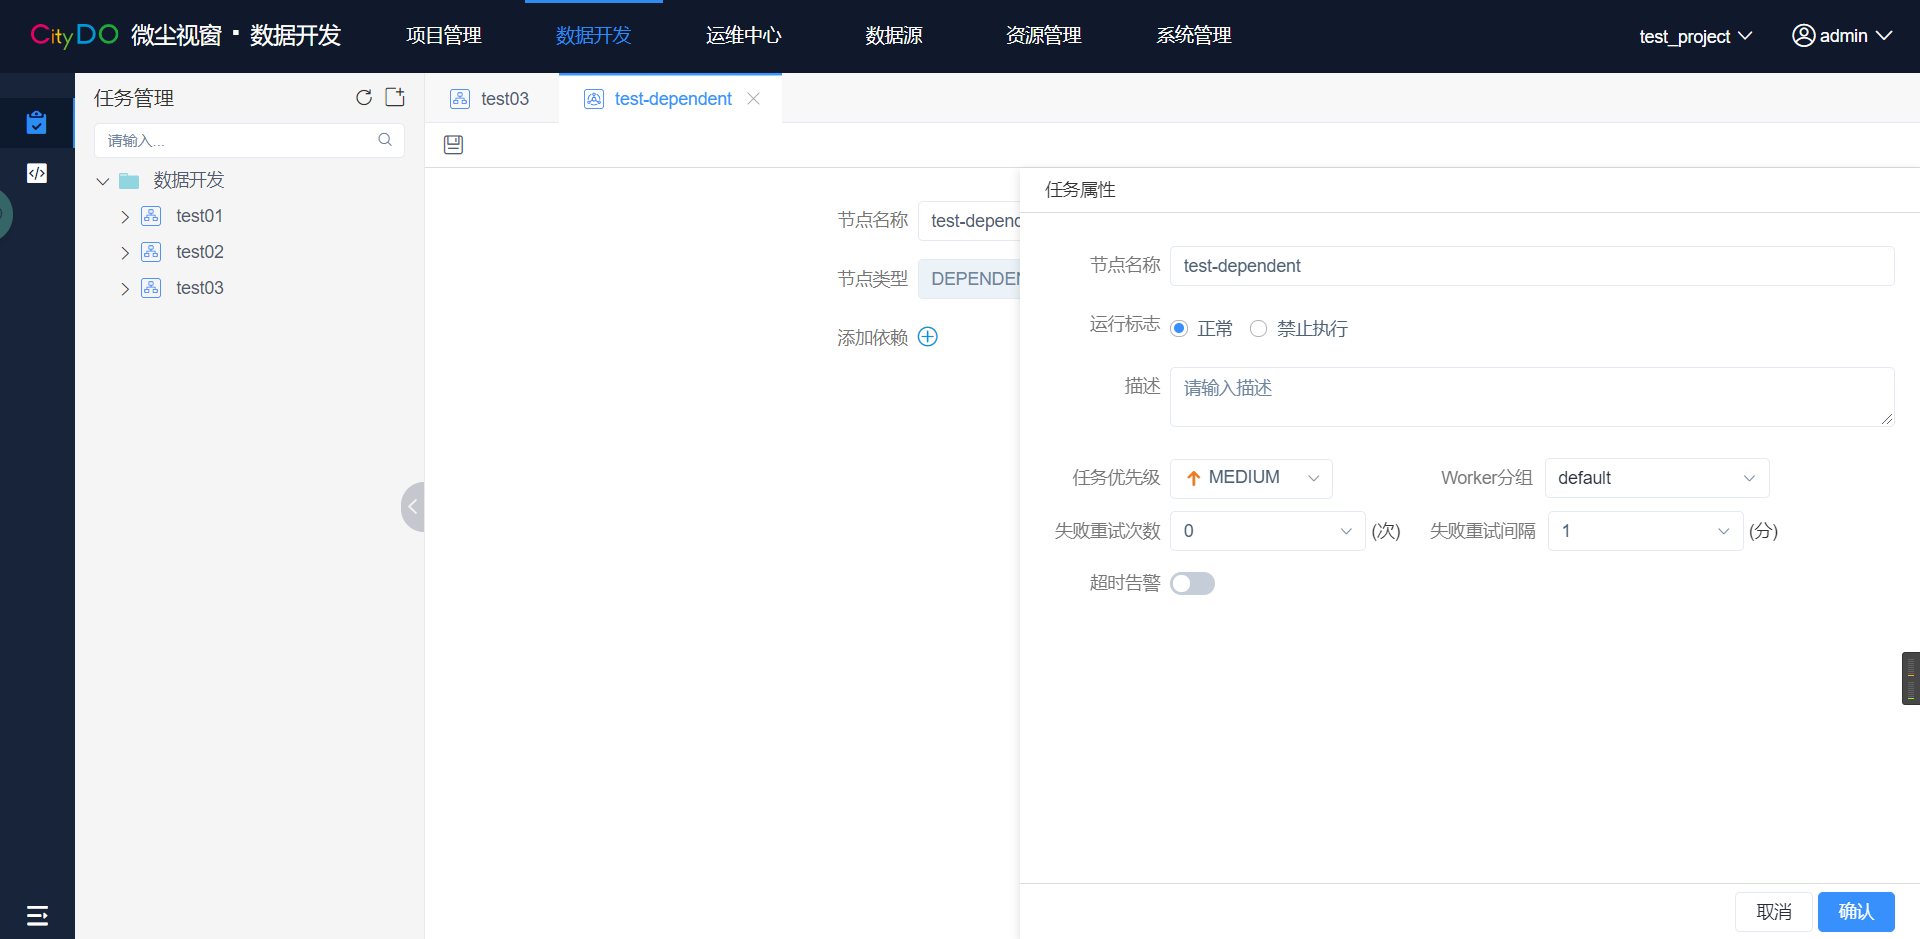 CityDO 微尘视窗 · 数据开发
项目管理
数据开发
运维中心
数据源
资源管理
系统管理
test_project
admin
任务管理
请输入...
数据开发
test01
test02
test03
test03
test-dependent
节点名称
test-depend
节点类型
DEPENDEN
添加依赖
任务属性
节点名称
test-dependent
运行标志
正常
禁止执行
描述
请输入描述
任务优先级
MEDIUM
Worker分组
default
失败重试次数
0
(次)
失败重试间隔
1
(分)
超时告警
取消
确认